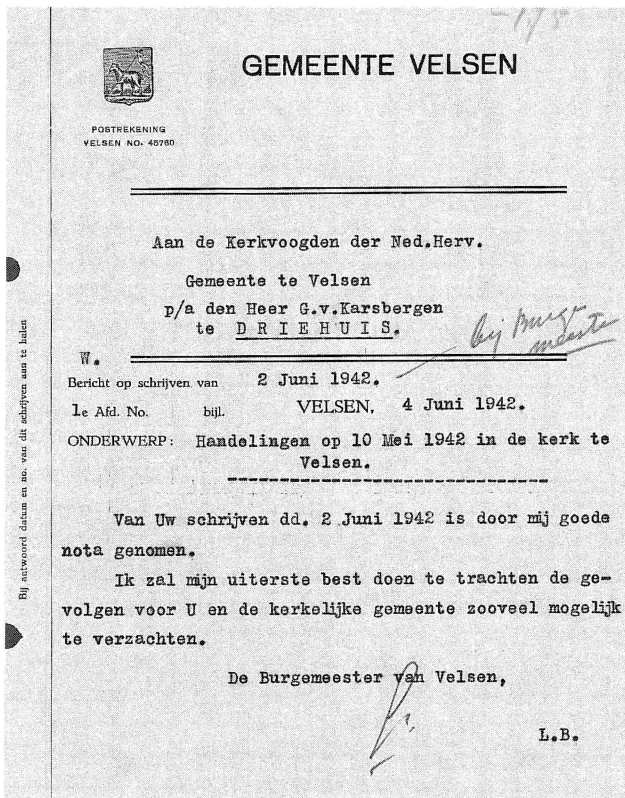 -175
GEMEENTE VELSEN
POSTREKENING
VELSEN NO. 45760
Aan de Kerkvoogden der Ned.Herv.
Gemeente te Velsen
p/a den Heer G.v.Karsbergen
te DRIEHUIS.
bij Burge
meeste
W.
Bericht op schrijven van 2 Juni 1942.
1e Afd. No. bijl. VELSEN, 4 Juni 1942.
ONDERWERP: Handelingen op 10 Mei 1942 in de kerk te
Velsen.
Van Uw schrijven dd. 2 Juni 1942 is door mij goede
nota genomen.
Ik zal mijn uiterste best doen te trachten de ge-
volgen voor U en de kerkelijke gemeente zooveel mogelijk
te verzachten.
De Burgemeester van Velsen,
L.B.
Bij antwoord datum en no. van dit schrijven aan te halen